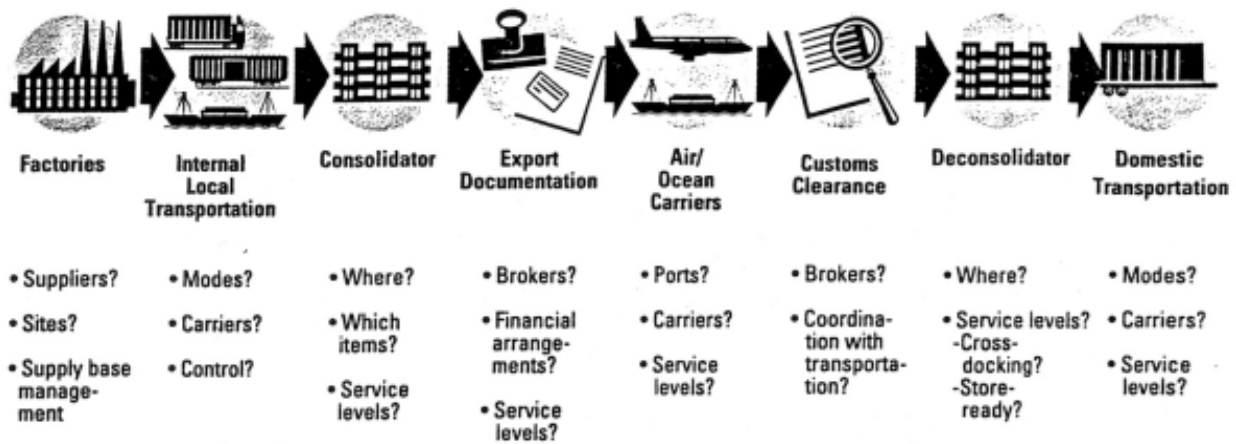 Factories
Internal
Local
Transportation
Consolidator
Export
Documentation
Air/
Ocean
Carriers
Customs
Clearance
Deconsolidator
Domestic
Transportation
• Suppliers?
• Sites?
• Supply base
manage-
ment
• Modes?
• Carriers?
• Control?
• Where?
• Which
items?
• Service
levels?
• Brokers?
• Financial
arrange-
ments?
• Service
levels?
• Ports?
• Carriers?
• Service
levels?
• Brokers?
• Coordina-
tion with
transporta-
tion?
• Where?
• Service levels?
-Cross-
docking?
-Store-
ready?
• Modes?
• Carriers?
• Service
levels?